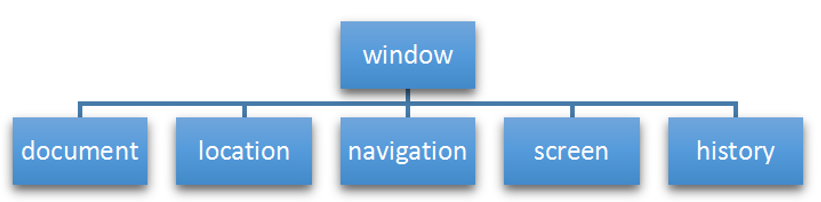 window
document
location
navigation
screen
history